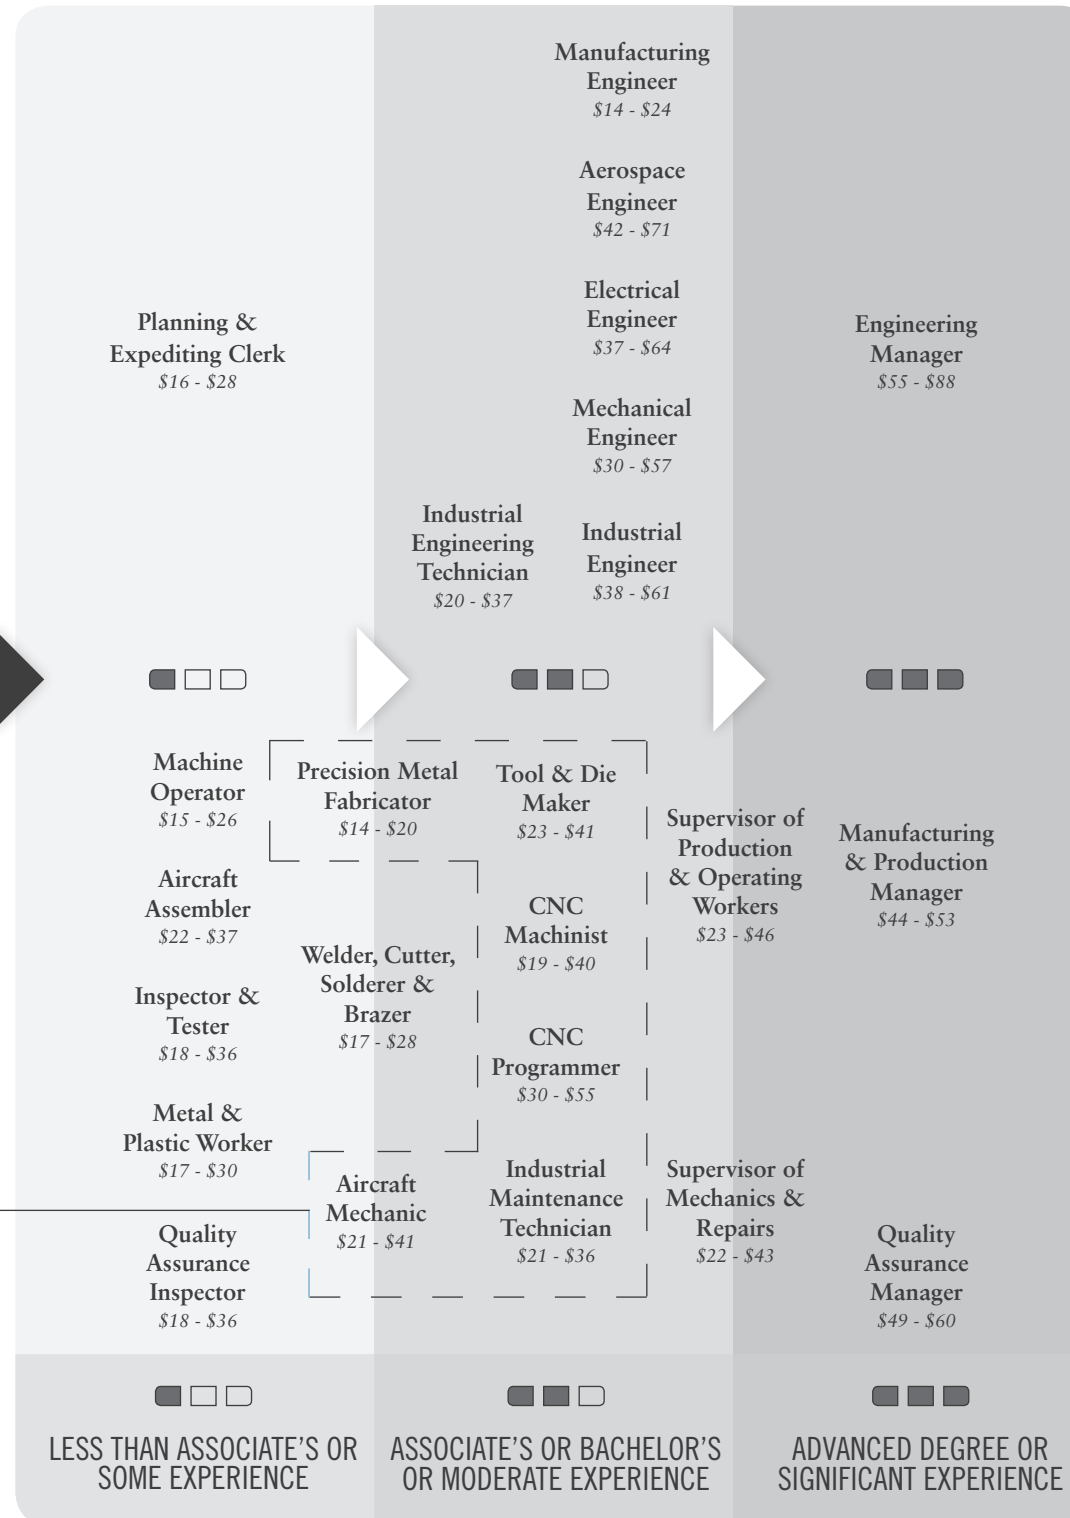 Manufacturing
Engineer
$14 - $24
Aerospace
Engineer
$42 - $71
Electrical
Engineer
$37 - $64
Planning &
Expediting Clerk
$16 - $28
Engineering
Manager
$55 - $88
Mechanical
Engineer
$30 - $57
Industrial
Engineering
Technician
$20 - $37
Industrial
Engineer
$38 - $61
Machine
Operator
$15 - $26
Precision Metal
Fabricator
$14 - $20
Tool & Die
Maker
$23 - $41
Supervisor of
Production
& Operating
Workers
$23 - $46
Manufacturing
& Production
Manager
$44 - $53
Aircraft
Assembler
$22 - $37
CNC
Machinist
$19 - $40
Welder, Cutter,
Solderer &
Brazer
$17 - $28
Inspector &
Tester
$18 - $36
CNC
Programmer
$30 - $55
Metal &
Plastic Worker
$17 - $30
Aircraft
Mechanic
$21 - $41
Industrial
Maintenance
Technician
$21 - $36
Supervisor of
Mechanics &
Repairs
$22 - $43
Quality
Assurance
Inspector
$18 - $36
Quality
Assurance
Manager
$49 - $60
LESS THAN ASSOCIATE'S OR
SOME EXPERIENCE
ASSOCIATE'S OR BACHELOR'S
OR MODERATE EXPERIENCE
ADVANCED DEGREE OR
SIGNIFICANT EXPERIENCE